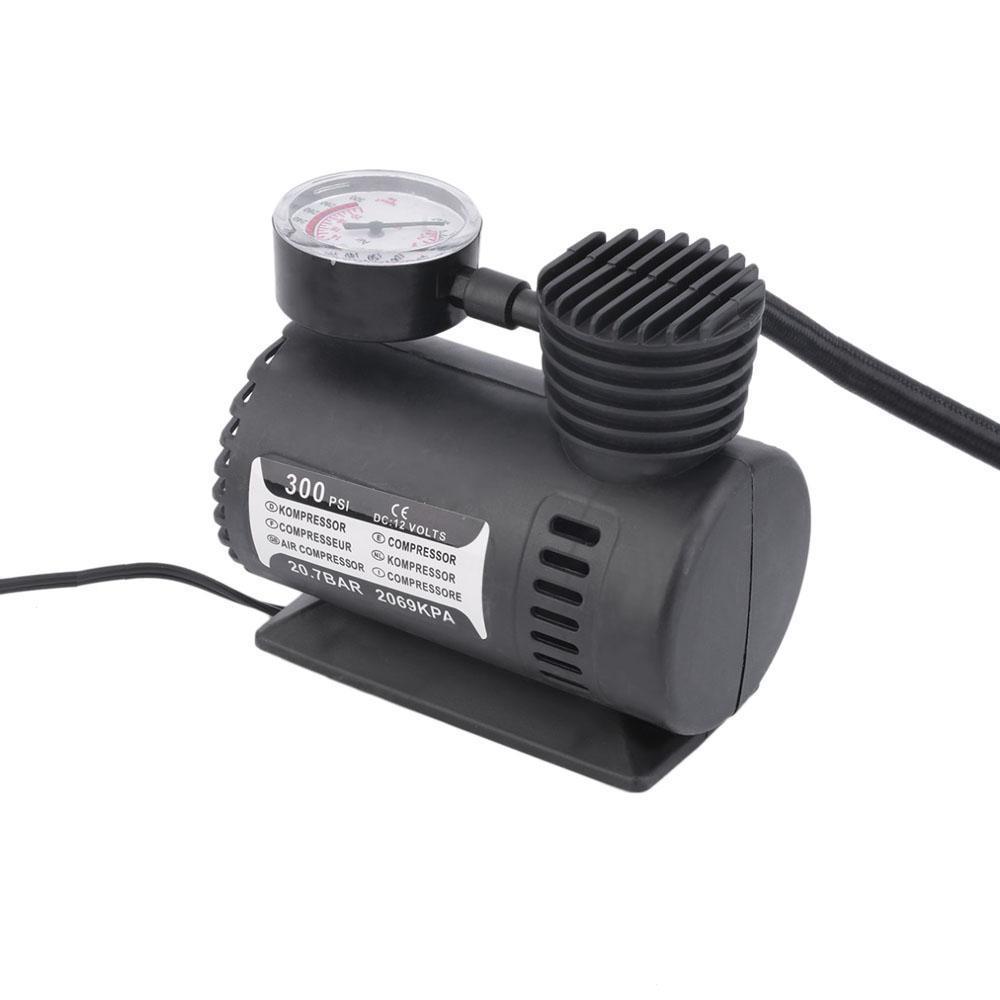 300 PSI
CE
DC:12 VOLTS
D KOMPRESSOR
F COMPRESSEUR
GB AIR COMPRESSOR
E COMPRESSOR
NL KOMPRESSOR
I COMPRESSORE
20.7BAR 2069KPA